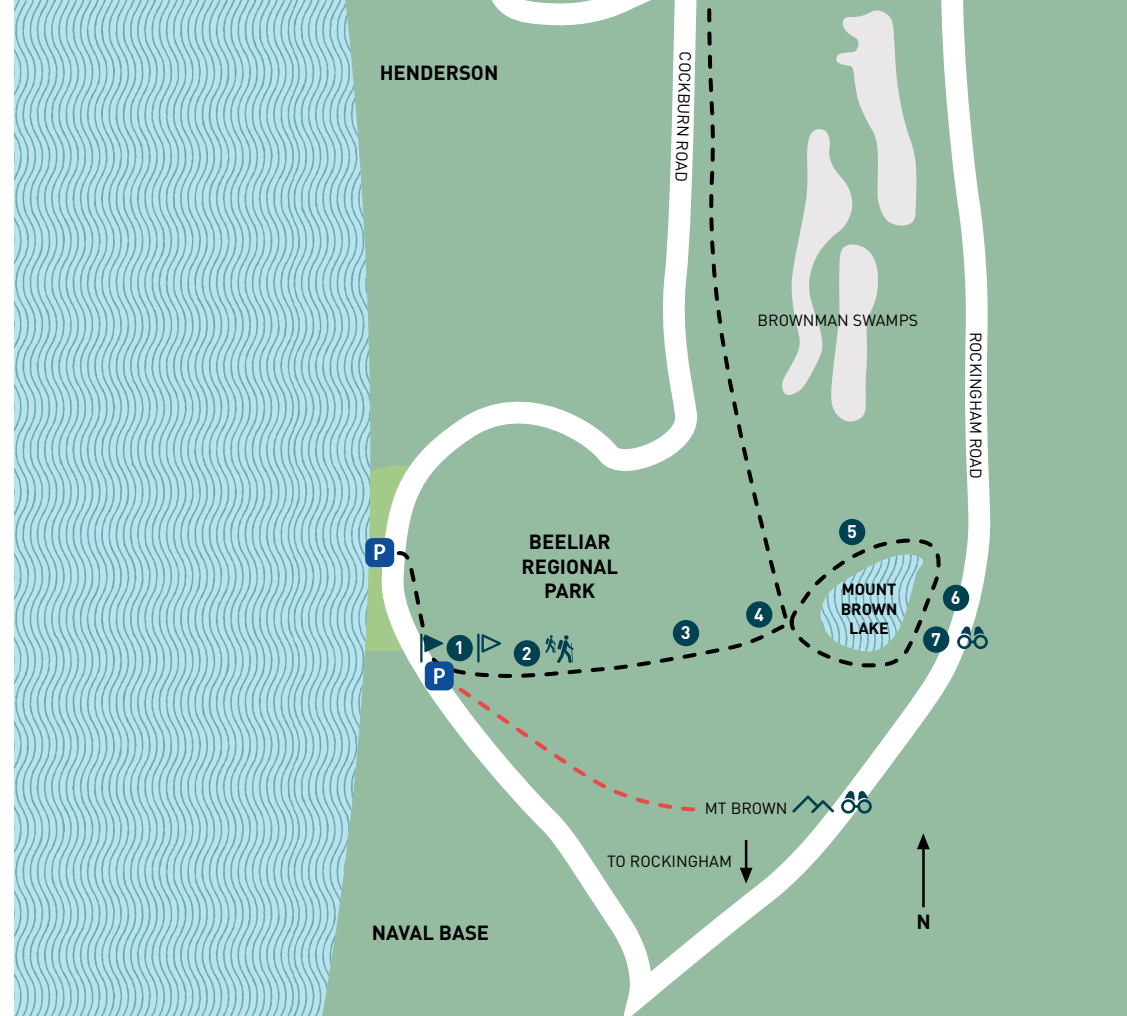 HENDERSON
COCKBURN ROAD
BROWNMAN SWAMPS
ROCKINGHAM ROAD
P
BEELIAR
REGIONAL
PARK
5
MOUNT
BROWN
LAKE
6
4
3
7
1
2
P
MT BROWN
TO ROCKINGHAM
N
NAVAL BASE